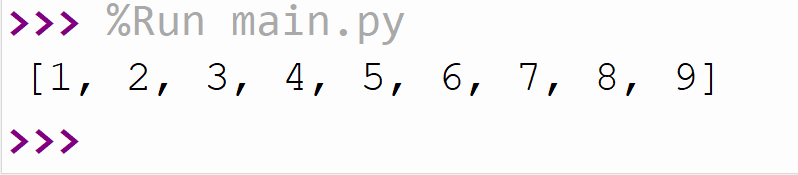 >>> %Run main.py
[1, 2, 3, 4, 5, 6, 7, 8, 9]
>>>